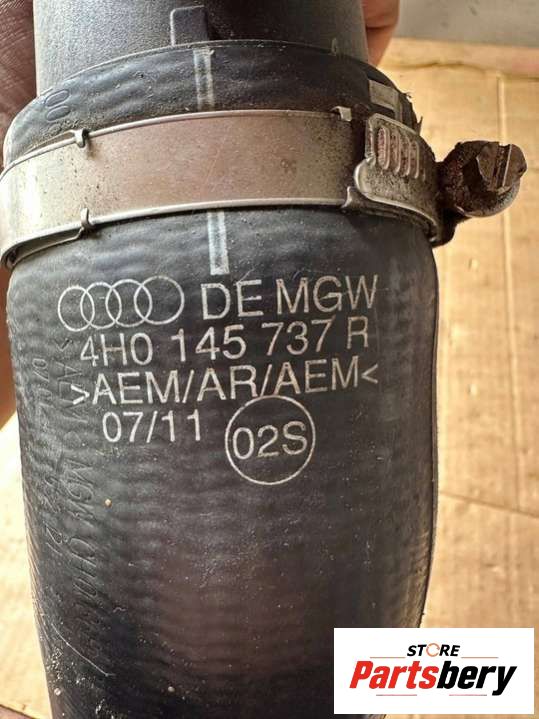 DE MGW
4H0 145 737 R
>AEM/AR/AEM<
07/11 02S
STORE
Partsbery